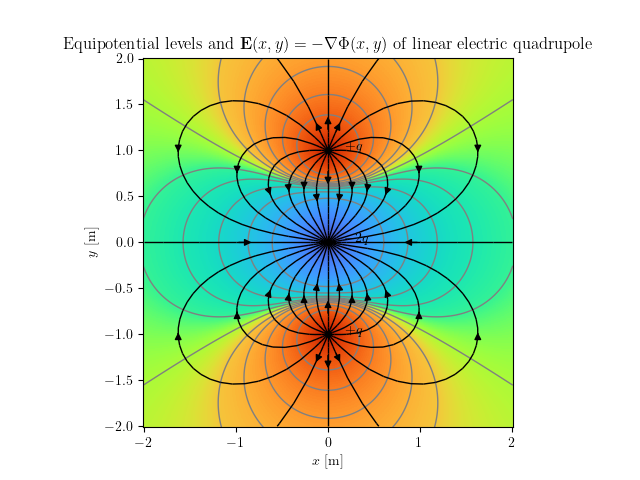 Equipotential levels and E(x, y) = −∇Φ(x, y) of linear electric quadrupole
2.0
1.5
1.0
0.5
0.0
−0.5
−1.0
−1.5
−2.0
y [m]
+q
−2q
+q
−2
−1
0
1
2
x [m]